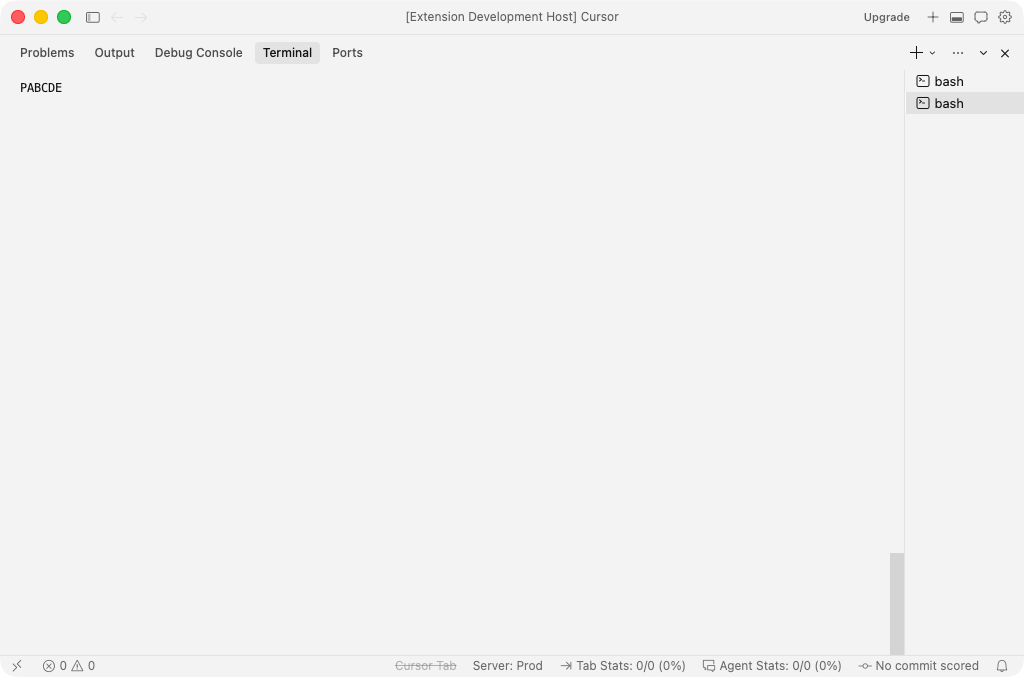 [Extension Development Host] Cursor
Upgrade
Problems Output Debug Console Terminal Ports
PABCDE
bash
bash
0 0 Cursor Tab Server: Prod Tab Stats: 0/0 (0%) Agent Stats: 0/0 (0%) No commit scored